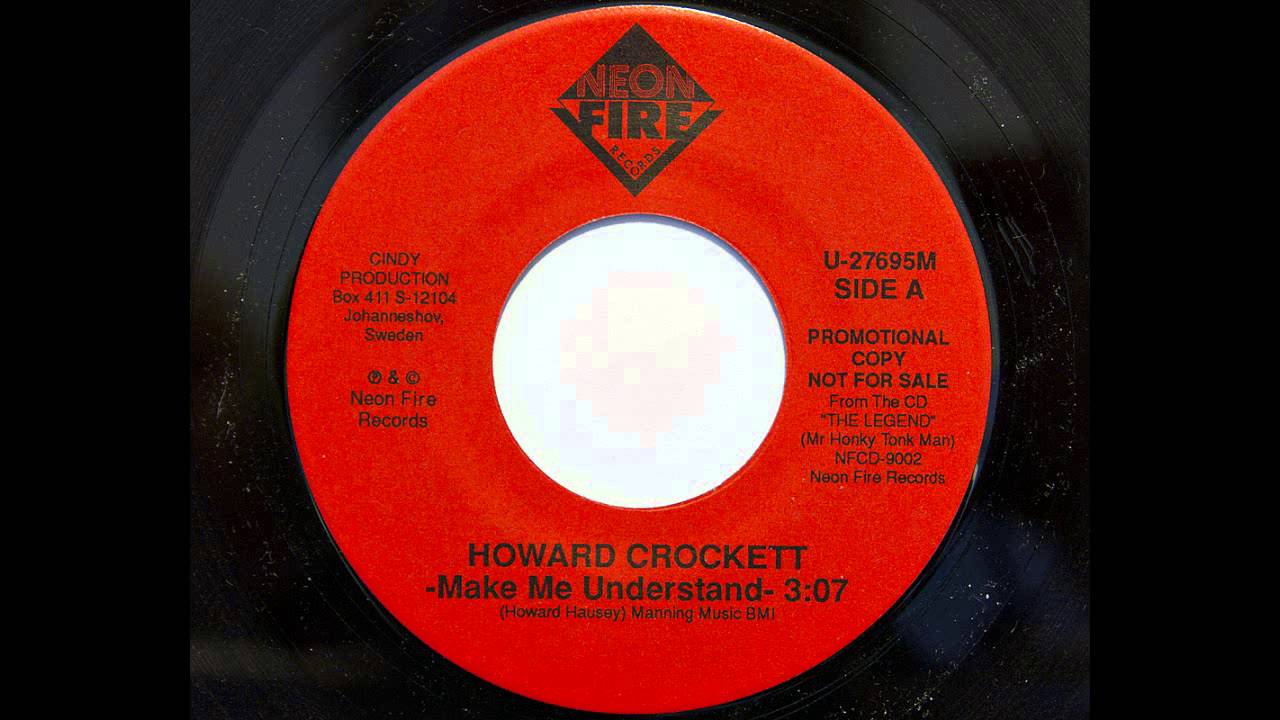 NEON
FIRE
RECORDS
CINDY
PRODUCTION
Box 411 S-12104
Johanneshov,
Sweden
℗ & ©
Neon Fire
Records
U-27695M
SIDE A
PROMOTIONAL
COPY
NOT FOR SALE
From The CD
"THE LEGEND"
(Mr Honky Tonk Man)
NFCD-9002
Neon Fire Records
HOWARD CROCKETT
-Make Me Understand- 3:07
(Howard Hausey) Manning Music BMI